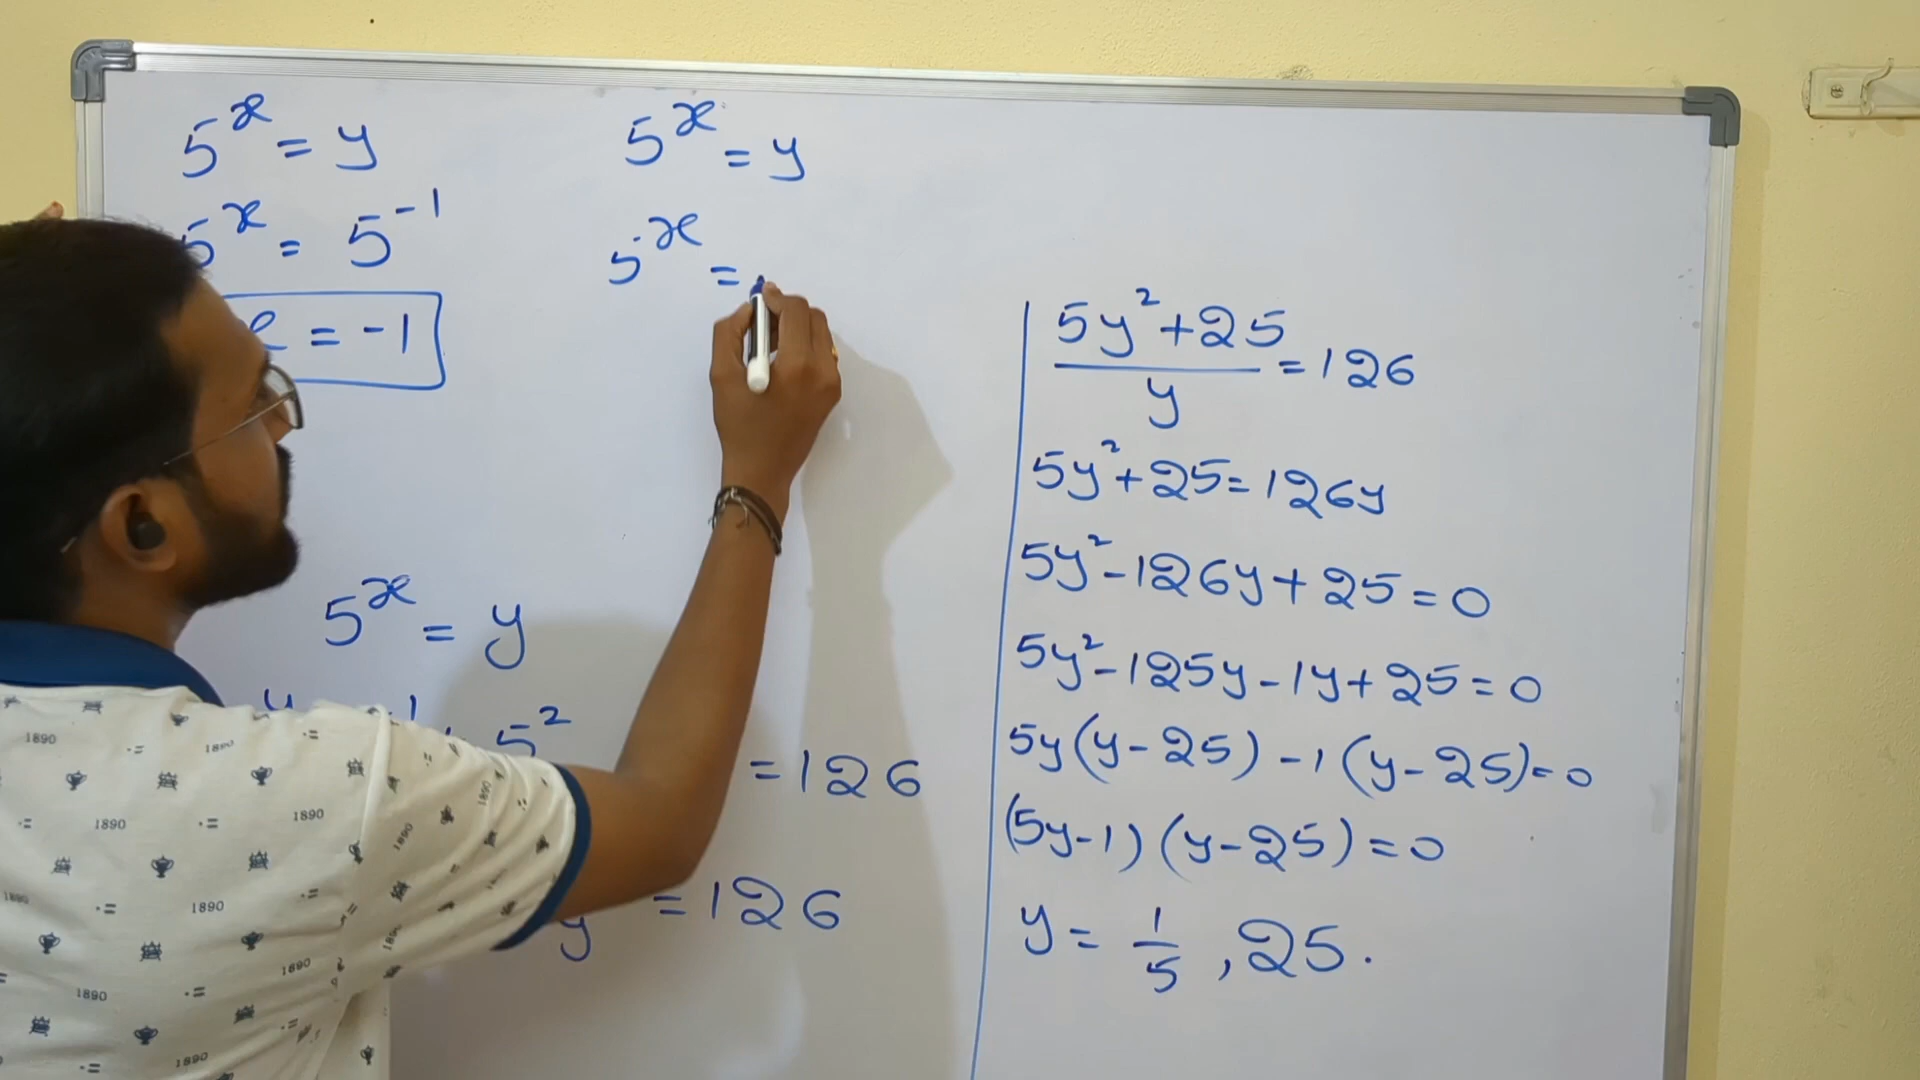 5^x = y
5^x = 5^-1
= -1
5^x = y
5^x =
5^x = y
5^2
= 126
y = 126
5y^2+25 / y = 126
5y^2+25=126y
5y^2-126y+25=0
5y^2-125y-1y+25=0
5y(y-25)-1(y-25)=0
(5y-1)(y-25)=0
y= 1/5, 25.